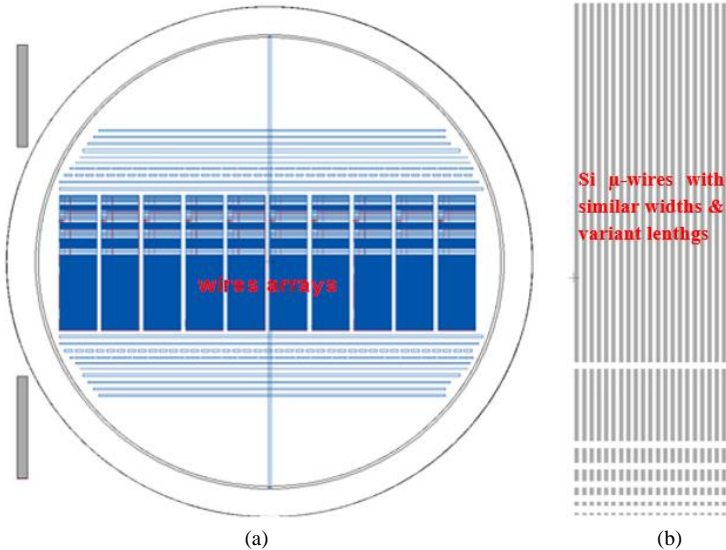 Si μ-wires with
similar widths &
variant lenthgs
wires arrays
(a)
(b)